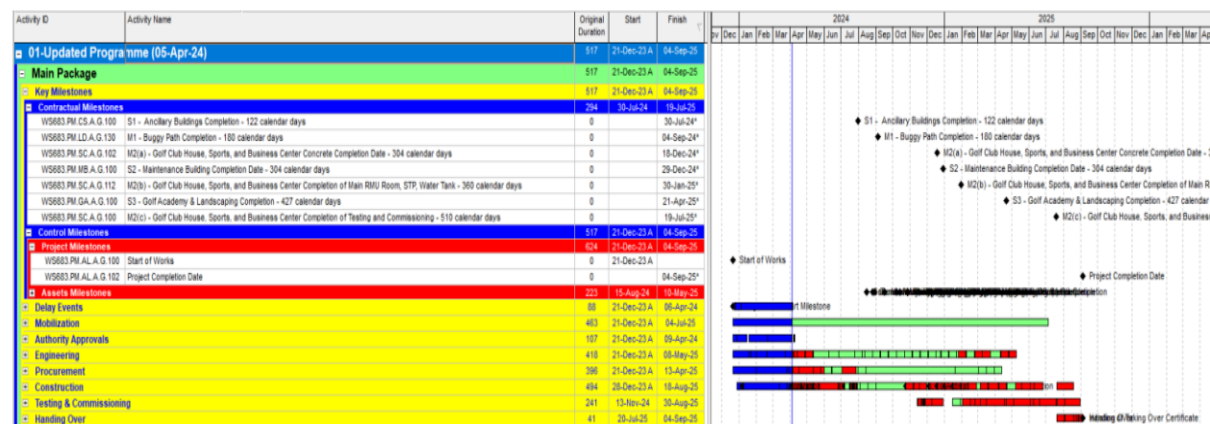 Activity ID Activity Name Original Duration Start Finish 2024 2025
Dec Jan Feb Mar Apr May Jun Jul Aug Sep Oct Nov Dec Jan Feb Mar Apr May Jun Jul Aug Sep Oct Nov Dec Jan Feb Mar
01-Updated Programme (05-Apr-24) 517 21-Dec-23 A 04-Sep-25
Main Package 517 21-Dec-23 A 04-Sep-25
Key Milestones 517 21-Dec-23 A 04-Sep-25
Contractual Milestones 294 30-Jul-24 19-Jul-25
WS683.PM.CS.A.G.100 S1 - Ancillary Buildings Completion - 122 calendar days 0 30-Jul-24* S1 - Ancillary Buildings Completion - 122 calendar days
WS683.PM.LD.A.G.130 M1 - Buggy Path Completion - 180 calendar days 0 04-Sep-24* M1 - Buggy Path Completion - 180 calendar days
WS683.PM.SC.A.G.102 M2(a) - Golf Club House, Sports, and Business Center Concrete Completion Date - 304 calendar days 0 18-Dec-24* M2(a) - Golf Club House, Sports, and Business Center Concrete Completion Date -
WS683.PM.MB.A.G.100 S2 - Maintenance Building Completion Date - 304 calendar days 0 29-Dec-24* S2 - Maintenance Building Completion Date - 304 calendar days
WS683.PM.SC.A.G.112 M2(b) - Golf Club House, Sports, and Business Center Completion of Main RMU Room, STP, Water Tank - 360 calendar days 0 30-Jan-25* M2(b) - Golf Club House, Sports, and Business Center Completion of Main
WS683.PM.GA.A.G.100 S3 - Golf Academy & Landscaping Completion - 427 calendar days 0 21-Apr-25* S3 - Golf Academy & Landscaping Completion - 427 calendar
WS683.PM.SC.A.G.100 M2(c) - Golf Club House, Sports, and Business Center Completion of Testing and Commissioning - 510 calendar days 0 19-Jul-25* M2(c) - Golf Club House, Sports, and Business
Control Milestones 517 21-Dec-23 A 04-Sep-25
Project Milestones 624 21-Dec-23 A 04-Sep-25
WS683.PM.AL.A.G.100 Start of Works 0 21-Dec-23 A Start of Works
WS683.PM.AL.A.G.102 Project Completion Date 0 04-Sep-25* Project Completion Date
Assets Milestones 223 15-Aug-24 10-May-25
Delay Events 88 21-Dec-23 A 06-Apr-24 Milestone
Mobilization 463 21-Dec-23 A 04-Jul-25
Authority Approvals 107 21-Dec-23 A 09-Apr-24
Engineering 418 21-Dec-23 A 08-May-25
Procurement 396 21-Dec-23 A 13-Apr-25
Construction 494 28-Dec-23 A 18-Aug-25
Testing & Commissioning 241 13-Nov-24 30-Aug-25
Handing Over 41 20-Jul-25 04-Sep-25 Taking Over Certificate